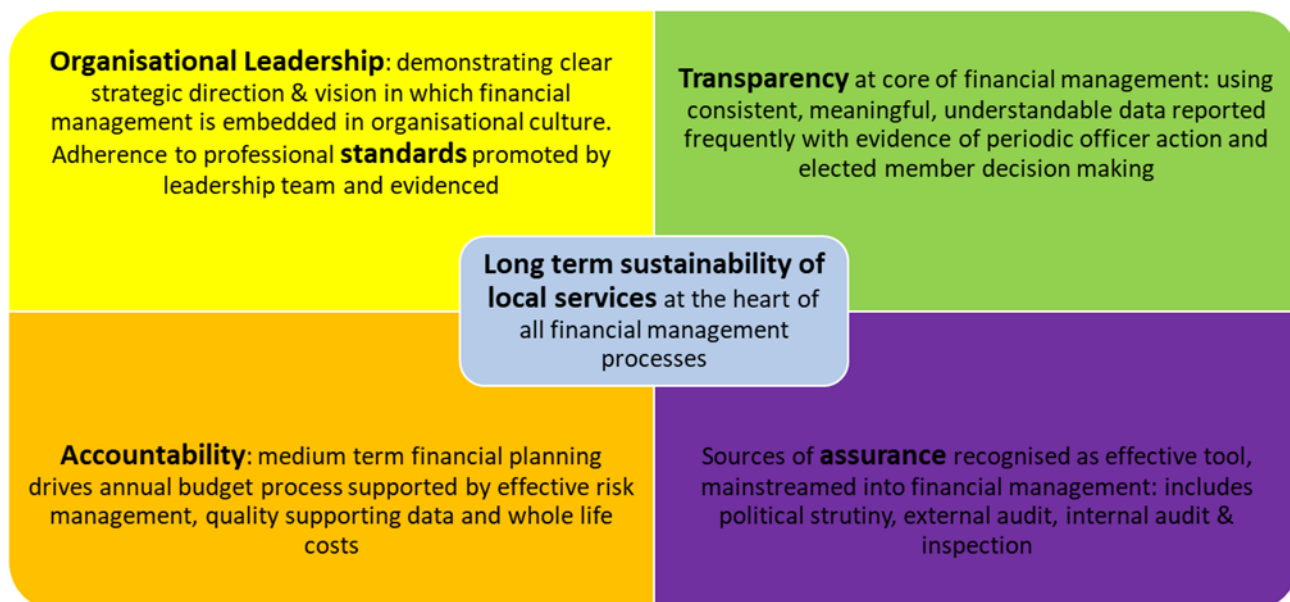 Organisational Leadership: demonstrating clear
strategic direction & vision in which financial
management is embedded in organisational culture.
Adherence to professional standards promoted by
leadership team and evidenced
Transparency at core of financial management: using
consistent, meaningful, understandable data reported
frequently with evidence of periodic officer action and
elected member decision making
Long term sustainability of
local services at the heart of
all financial management
processes
Accountability: medium term financial planning
drives annual budget process supported by effective risk
management, quality supporting data and whole life
costs
Sources of assurance recognised as effective tool,
mainstreamed into financial management: includes
political strutiny, external audit, internal audit &
inspection